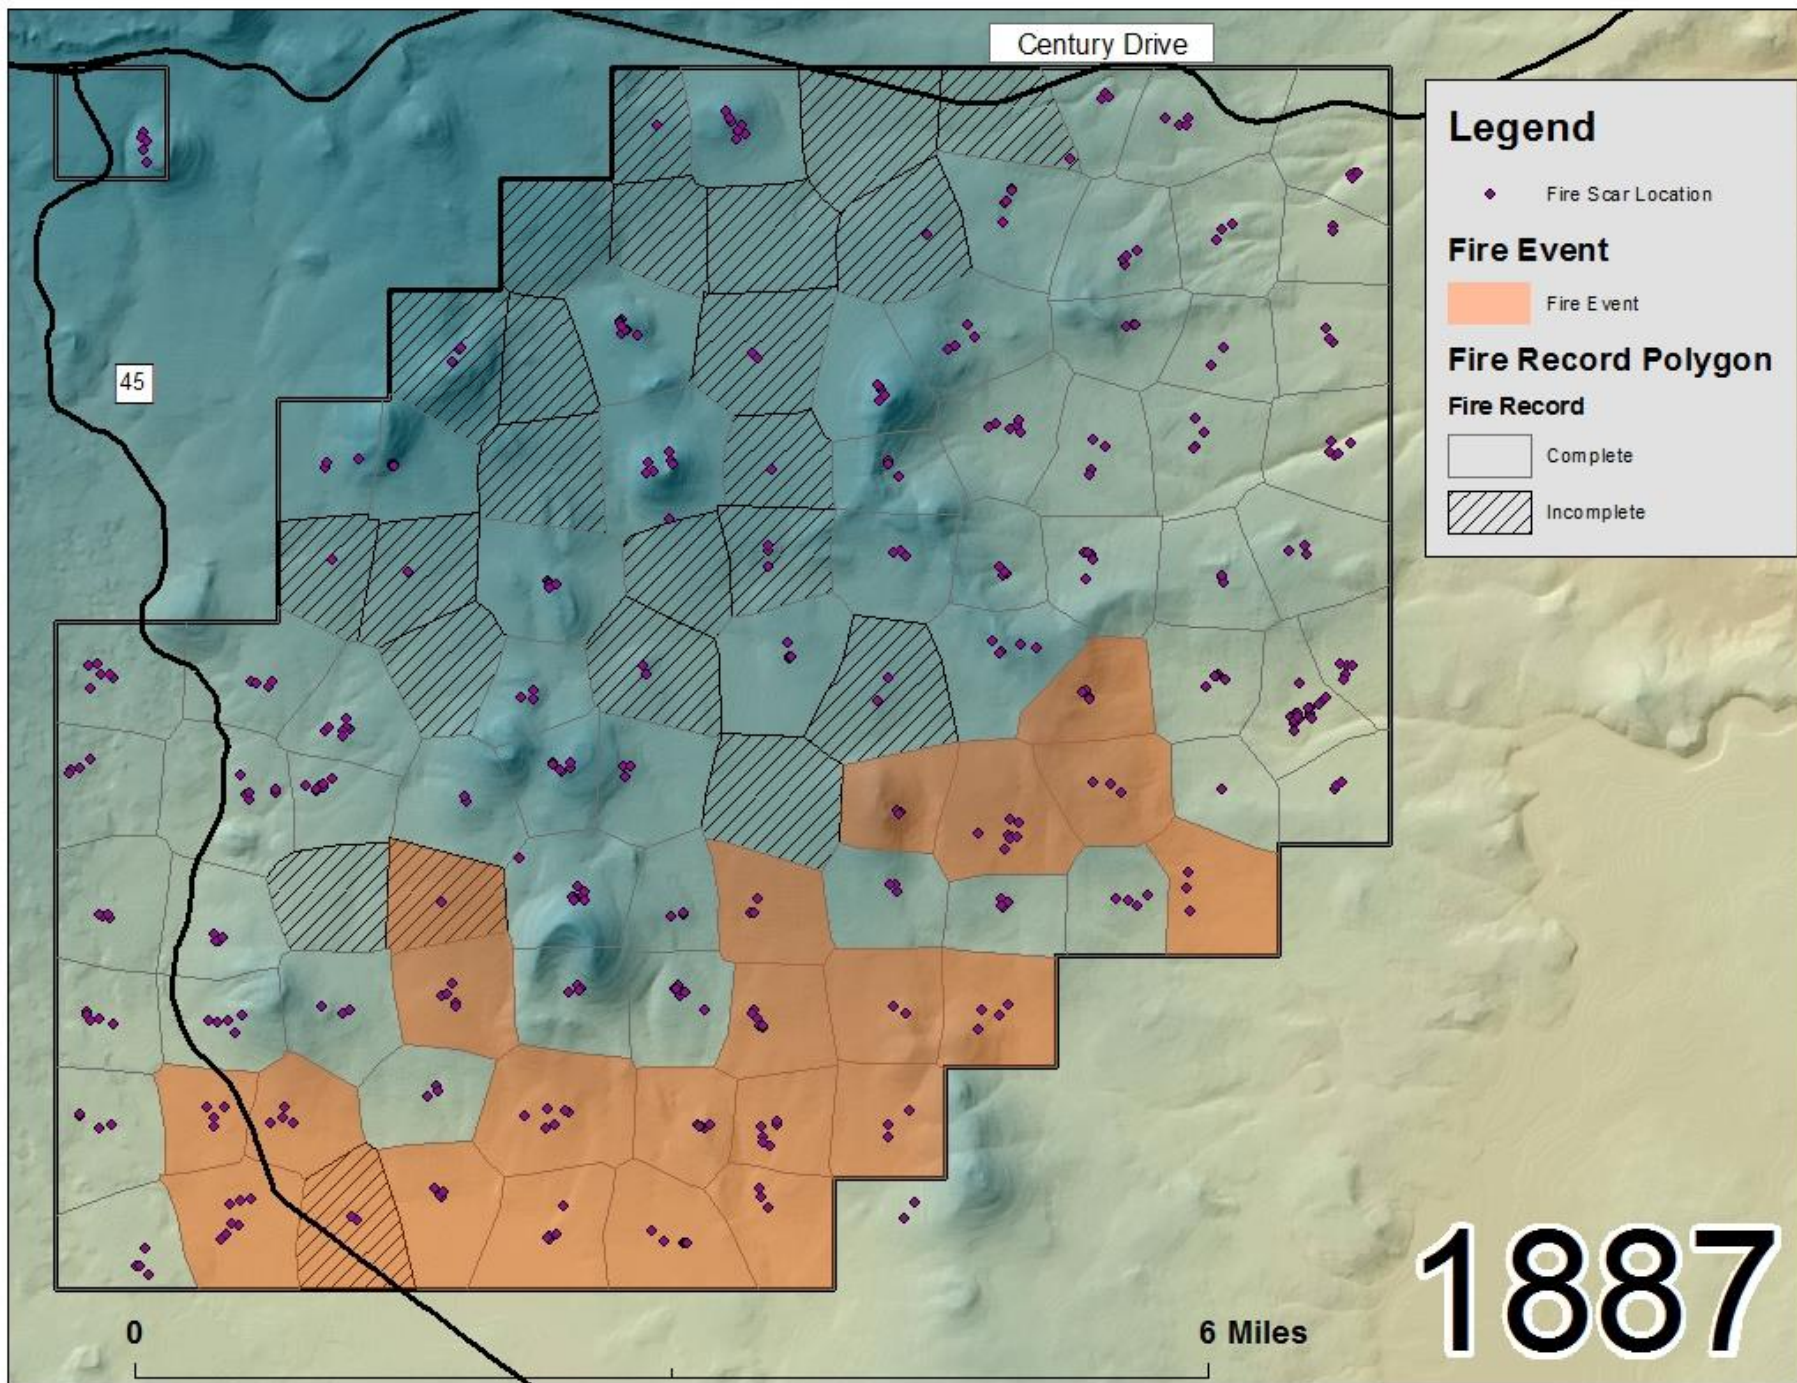 Century Drive
Legend
Fire Scar Location
Fire Event
Fire Event
Fire Record Polygon
Fire Record
Complete
Incomplete
45
1887
0
6 Miles